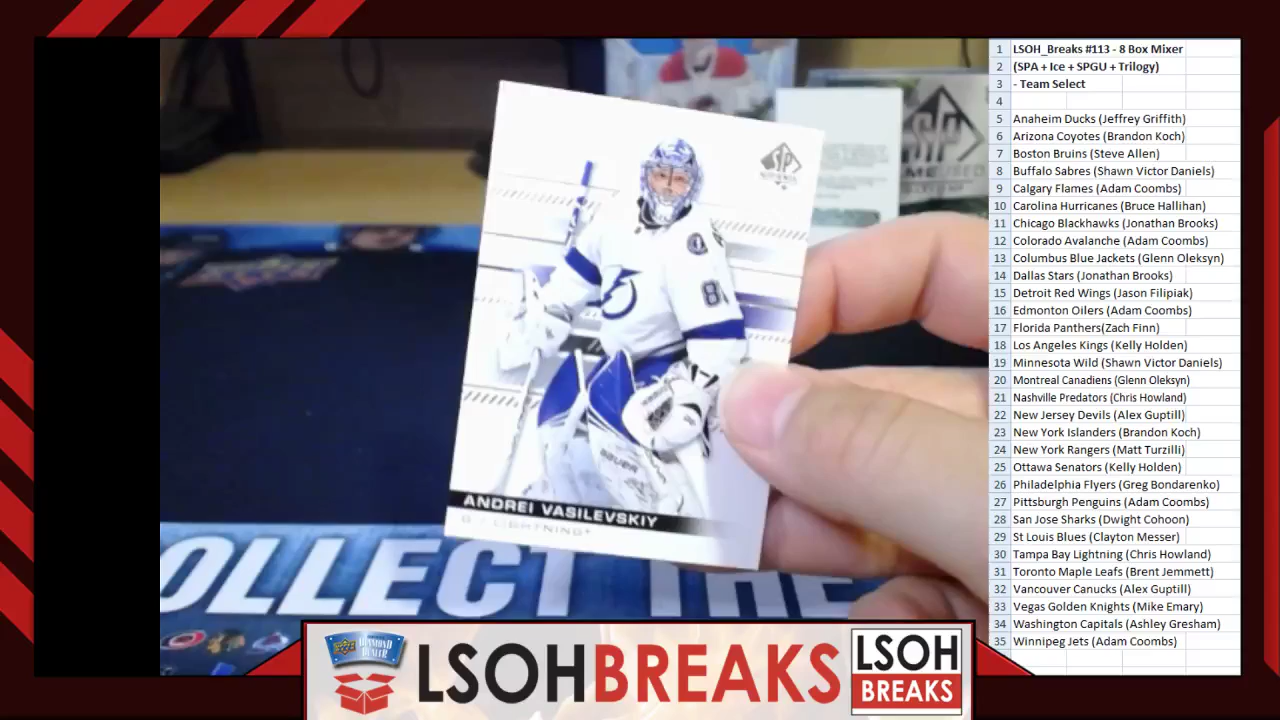 SP
AUTHENTIC
8
ANDREI VASILEVSKIY
LIGHTNING
SP
COLLECT THE
1 LSOH_Breaks #113 - 8 Box Mixer
2 (SPA + Ice + SPGU + Trilogy)
3 - Team Select
4
5 Anaheim Ducks (Jeffrey Griffith)
6 Arizona Coyotes (Brandon Koch)
7 Boston Bruins (Steve Allen)
8 Buffalo Sabres (Shawn Victor Daniels)
9 Calgary Flames (Adam Coombs)
10 Carolina Hurricanes (Bruce Hallihan)
11 Chicago Blackhawks (Jonathan Brooks)
12 Colorado Avalanche (Adam Coombs)
13 Columbus Blue Jackets (Glenn Oleksyn)
14 Dallas Stars (Jonathan Brooks)
15 Detroit Red Wings (Jason Filipiak)
16 Edmonton Oilers (Adam Coombs)
17 Florida Panthers(Zach Finn)
18 Los Angeles Kings (Kelly Holden)
19 Minnesota Wild (Shawn Victor Daniels)
20 Montreal Canadiens (Glenn Oleksyn)
21 Nashville Predators (Chris Howland)
22 New Jersey Devils (Alex Guptill)
23 New York Islanders (Brandon Koch)
24 New York Rangers (Matt Turzilli)
25 Ottawa Senators (Kelly Holden)
26 Philadelphia Flyers (Greg Bondarenko)
27 Pittsburgh Penguins (Adam Coombs)
28 San Jose Sharks (Dwight Cohoon)
29 St Louis Blues (Clayton Messer)
30 Tampa Bay Lightning (Chris Howland)
31 Toronto Maple Leafs (Brent Jemmett)
32 Vancouver Canucks (Alex Guptill)
33 Vegas Golden Knights (Mike Emary)
34 Washington Capitals (Ashley Gresham)
35 Winnipeg Jets (Adam Coombs)
DIAMOND
DEALER
LSOHBREAKS
LSOH
BREAKS